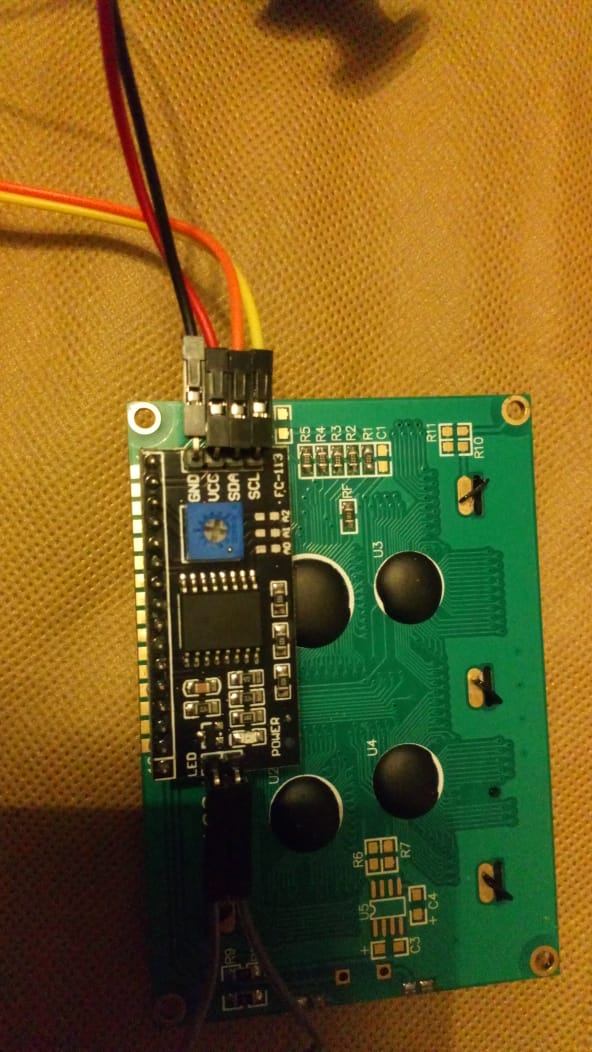 GND
VCC
SDA
SCL
FC-113
A0 A1 A2
R5
R4
R3
R2
R1
C1
R11
R10
RF
U3
LED
POWER
U2
U4
R6
R7
U5
C4
+
+
C3
R9